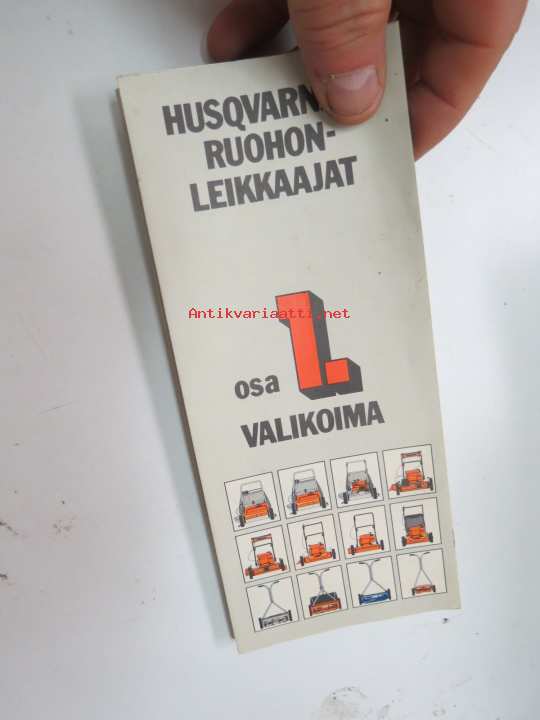 HUSQVARN
RUOHON-
LEIKKAAJAT
Antikvariaatti.net
osa 1.
VALIKOIMA